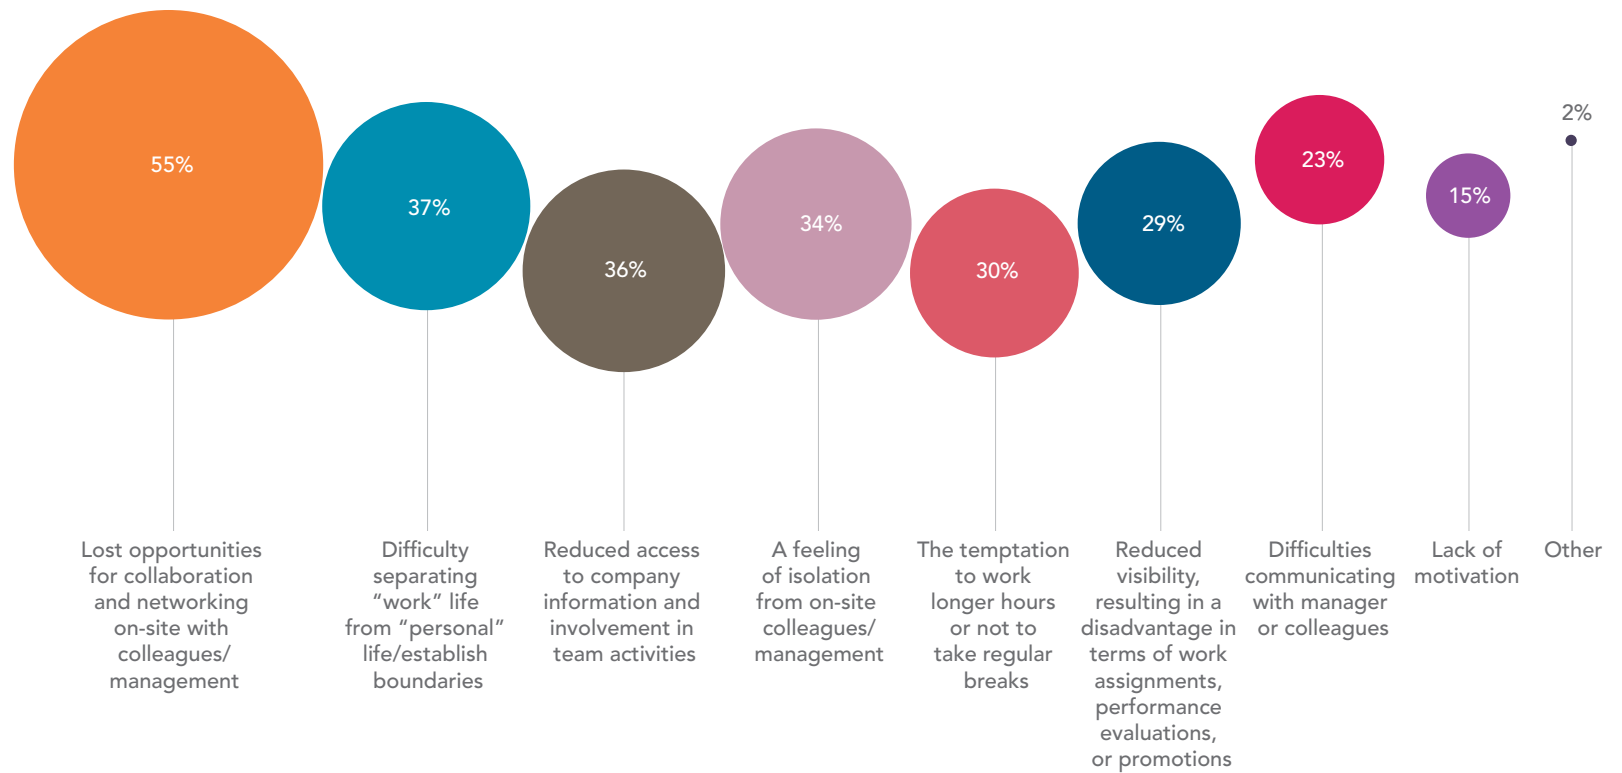 55%
37%
36%
34%
30%
29%
23%
15%
2%
Lost opportunities
for collaboration
and networking
on-site with
colleagues/
management
Difficulty
separating
“work” life
from “personal”
life/establish
boundaries
Reduced access
to company
information and
involvement in
team activities
A feeling
of isolation
from on-site
colleagues/
management
The temptation
to work
longer hours
or not to
take regular
breaks
Reduced
visibility,
resulting in a
disadvantage in
terms of work
assignments,
performance
evaluations,
or promotions
Difficulties
communicating
with manager
or colleagues
Lack of
motivation
Other